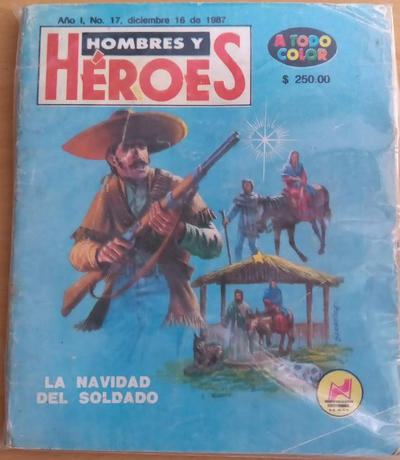 Año I, No. 17, diciembre 16 de 1987
HOMBRES Y
HÉROES
A TODO
COLOR
$ 250.00
LA NAVIDAD
DEL SOLDADO